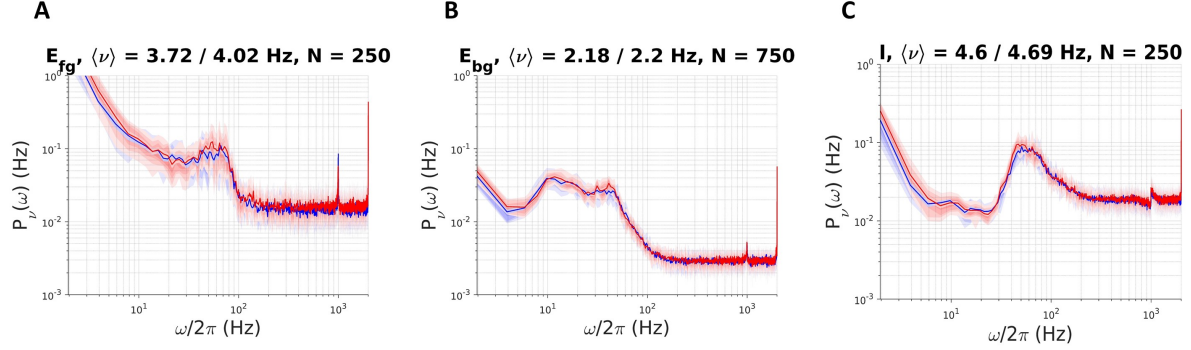 A
E_fg, ⟨ν⟩ = 3.72 / 4.02 Hz, N = 250
10^0
10^-1
10^-2
10^-3
P_ν(ω) (Hz)
10^1
10^2
10^3
ω/2π (Hz)
B
E_bg, ⟨ν⟩ = 2.18 / 2.2 Hz, N = 750
10^0
10^-1
10^-2
10^-3
P_ν(ω) (Hz)
10^1
10^2
10^3
ω/2π (Hz)
C
I, ⟨ν⟩ = 4.6 / 4.69 Hz, N = 250
10^0
10^-1
10^-2
10^-3
P_ν(ω) (Hz)
10^1
10^2
10^3
ω/2π (Hz)